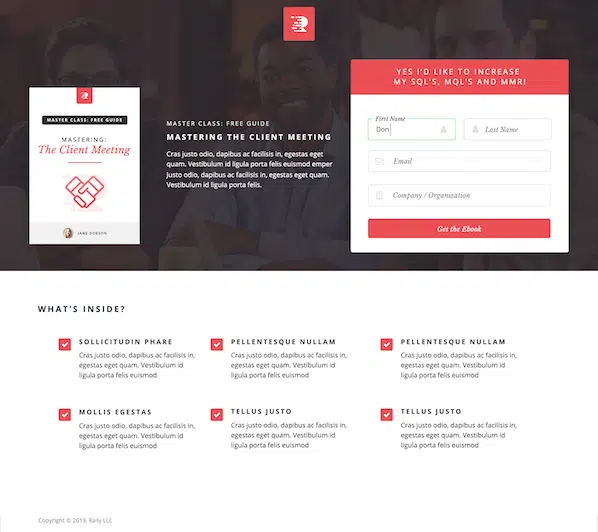 YES I'D LIKE TO INCREASE
MY SQL'S, MQL'S AND MMR!
MASTER CLASS: FREE GUIDE
MASTERING:
The Client Meeting
JANE DOBSON
MASTER CLASS: FREE GUIDE
MASTERING THE CLIENT MEETING
Cras justo odio, dapibus ac facilisis in, egestas eget
quam. Vestibulum id ligula porta felis euismod emper
Justo odio, dapibus ac facilisis in, egestas eget quam.
Vestibulum id ligula porta felis.
First Name
Don
Last Name
Email
Company / Organization
Get the Ebook
WHAT'S INSIDE?
SOLLICITUDIN PHARE
Cras justo odio, dapibus ac facilisis in,
egestas eget quam. Vestibulum id
ligula porta felis euismod
PELLENTESQUE NULLAM
Cras justo odio, dapibus ac facilisis in,
egestas eget quam. Vestibulum id
ligula porta felis euismod
PELLENTESQUE NULLAM
Cras justo odio, dapibus ac facilisis in,
egestas eget quam. Vestibulum id
ligula porta felis euismod
MOLLIS EGESTAS
Cras justo odio, dapibus ac facilisis in,
egestas eget quam. Vestibulum id
ligula porta felis euismod
TELLUS JUSTO
Cras justo odio, dapibus ac facilisis in,
egestas eget quam. Vestibulum id
ligula porta felis euismod
TELLUS JUSTO
Cras justo odio, dapibus ac facilisis in,
egestas eget quam. Vestibulum id
ligula porta felis euismod
Copyright © 2019, Rally LLC